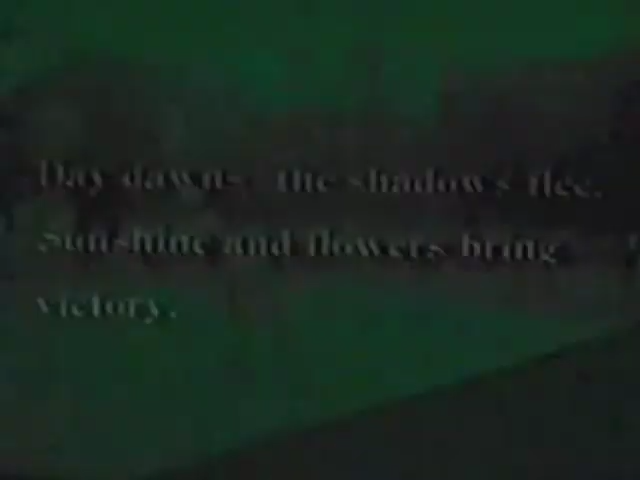 Day dawns, the shadows flee.
Sunshine and flowers bring
victory.